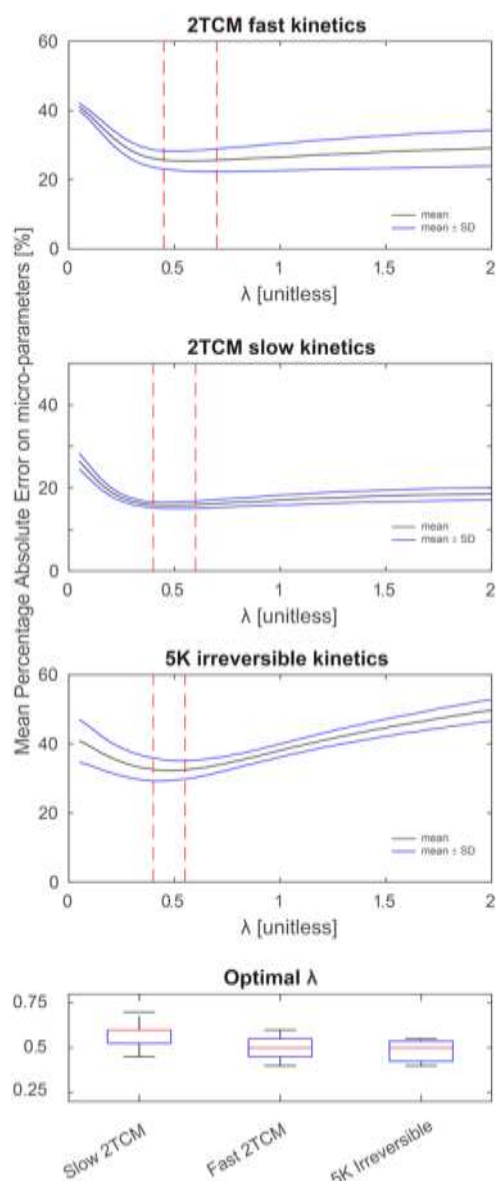 2TCM fast kinetics
60
40
20
0
mean
mean ± SD
0 0.5 1 1.5 2
λ [unitless]
Mean Percentage Absolute Error on micro-parameters [%]
2TCM slow kinetics
40
20
0
mean
mean ± SD
0 0.5 1 1.5 2
λ [unitless]
5K irreversible kinetics
60
40
20
0
mean
mean ± SD
0 0.5 1 1.5 2
λ [unitless]
Optimal λ
0.75
0.5
0.25
Slow 2TCM
Fast 2TCM
5K Irreversible